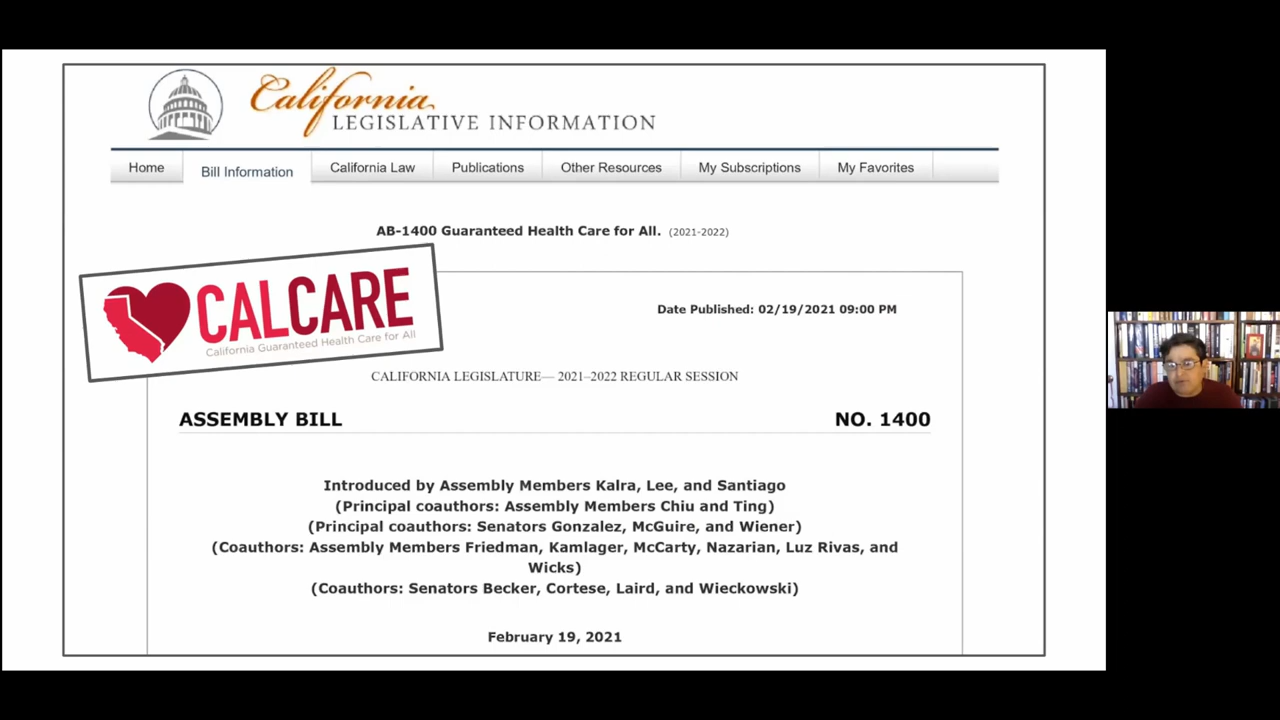 California
LEGISLATIVE INFORMATION
Home
Bill Information
California Law
Publications
Other Resources
My Subscriptions
My Favorites
AB-1400 Guaranteed Health Care for All. (2021-2022)
CALCARE
California Guaranteed Health Care for All
Date Published: 02/19/2021 09:00 PM
CALIFORNIA LEGISLATURE— 2021–2022 REGULAR SESSION
ASSEMBLY BILL
NO. 1400
Introduced by Assembly Members Kalra, Lee, and Santiago
(Principal coauthors: Assembly Members Chiu and Ting)
(Principal coauthors: Senators Gonzalez, McGuire, and Wiener)
(Coauthors: Assembly Members Friedman, Kamlager, McCarty, Nazarian, Luz Rivas, and
Wicks)
(Coauthors: Senators Becker, Cortese, Laird, and Wieckowski)
February 19, 2021